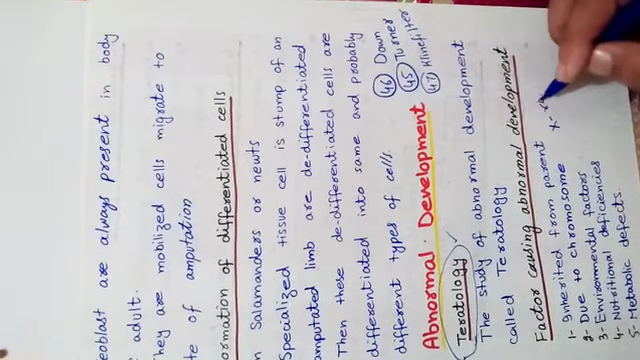 eoblast are always present in body
adult.
They are mobilized cells migrate to
te of amputation
ormation of differentiated cells
n Salamanders or newts
Specialized tissue cell is stump of an
amputated limb are de-differentiated
Then these de-differentiated cells are
differentiated into same and probably
different types of cells.
46 Down
45 Turner
47 Klinefilter
Abnormal Development
Teratology
The study of abnormal development
called Teratology
Factor causing abnormal development
1- Inherited from parent
2- Due to chromosome
3- Environmental factors
4- Nutritional deficiencies
5- Metabolic defects.
X-